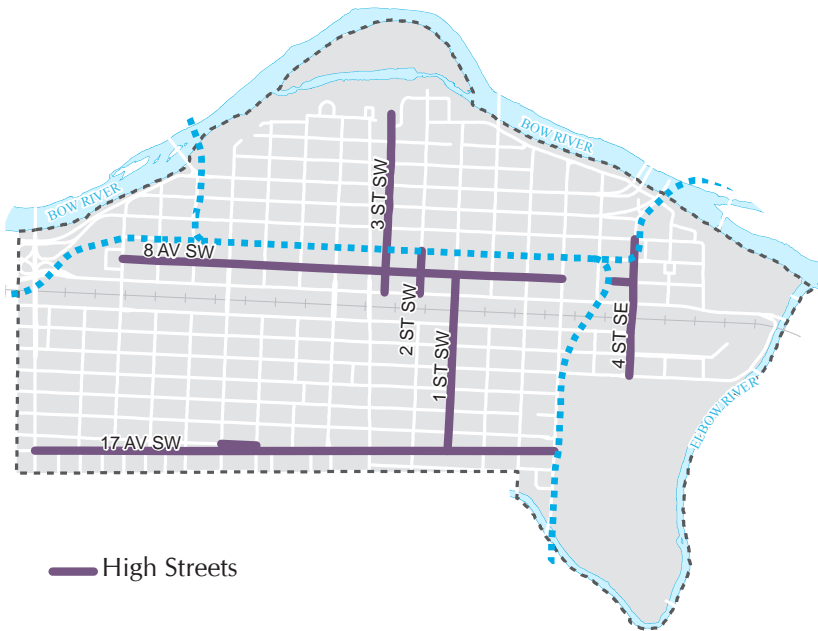 BOW RIVER
BOW RIVER
3 ST SW
8 AV SW
2 ST SW
1 ST SW
4 ST SE
17 AV SW
ELBOW RIVER
High Streets